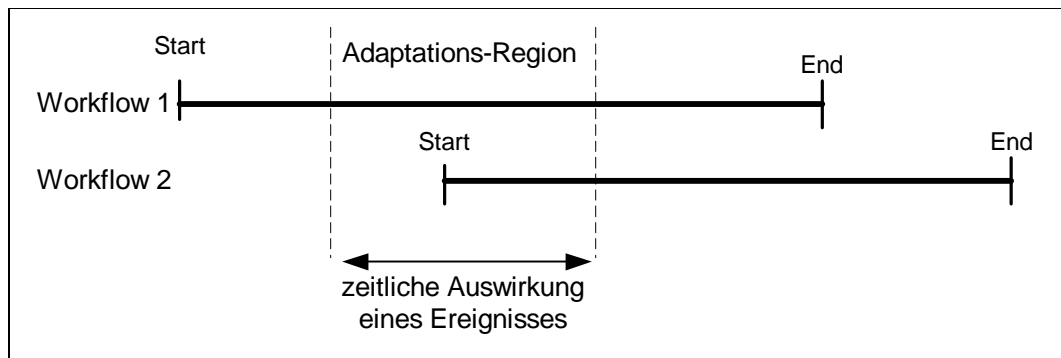 Start
Adaptations-Region
End
Workflow 1
Start
End
Workflow 2
zeitliche Auswirkung
eines Ereignisses